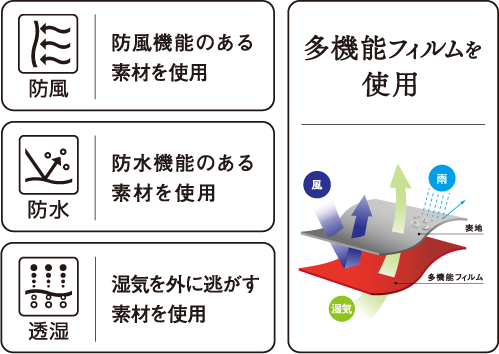 防風
防風機能のある
素材を使用
防水
防水機能のある
素材を使用
透湿
湿気を外に逃がす
素材を使用
多機能フィルムを
使用
風
雨
表地
多機能フィルム
湿気